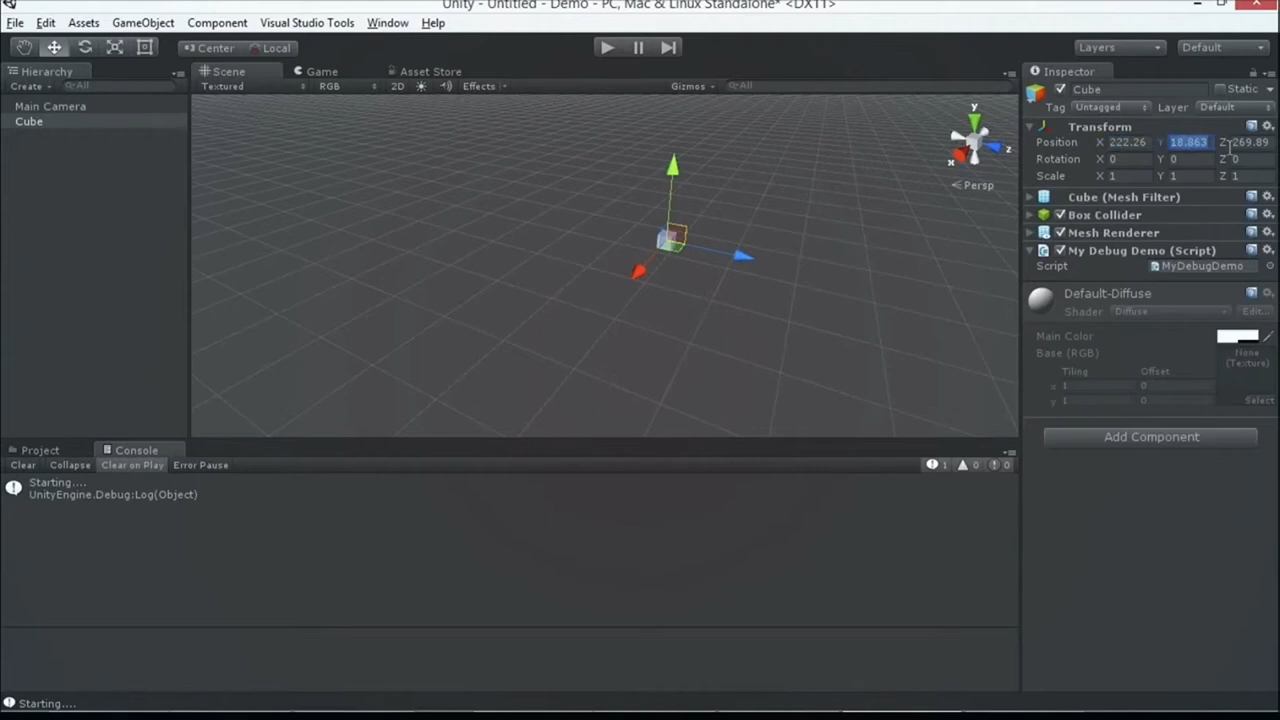 Unity - Untitled - Demo - PC, Mac & Linux Standalone* <DX11>
File Edit Assets GameObject Component Visual Studio Tools Window Help
Center Local Layers Default
Hierarchy
Create All
Main Camera
Cube
Scene Game Asset Store
Textured RGB 2D Effects Gizmos All
y
z
x
Persp
Inspector
Cube Static
Tag Untagged Layer Default
Transform
Position X 222.26 Y 18.863 Z 269.89
Rotation X 0 Y 0 Z 0
Scale X 1 Y 1 Z 1
Cube (Mesh Filter)
Box Collider
Mesh Renderer
My Debug Demo (Script)
Script MyDebugDemo
Default-Diffuse
Shader Diffuse Edit...
Main Color
Base (RGB) None
(Texture)
Tiling Offset
x 1 0
y 1 0 Select
Add Component
Project Console
Clear Collapse Clear on Play Error Pause 1 0 0
Starting....
UnityEngine.Debug:Log(Object)
Starting....